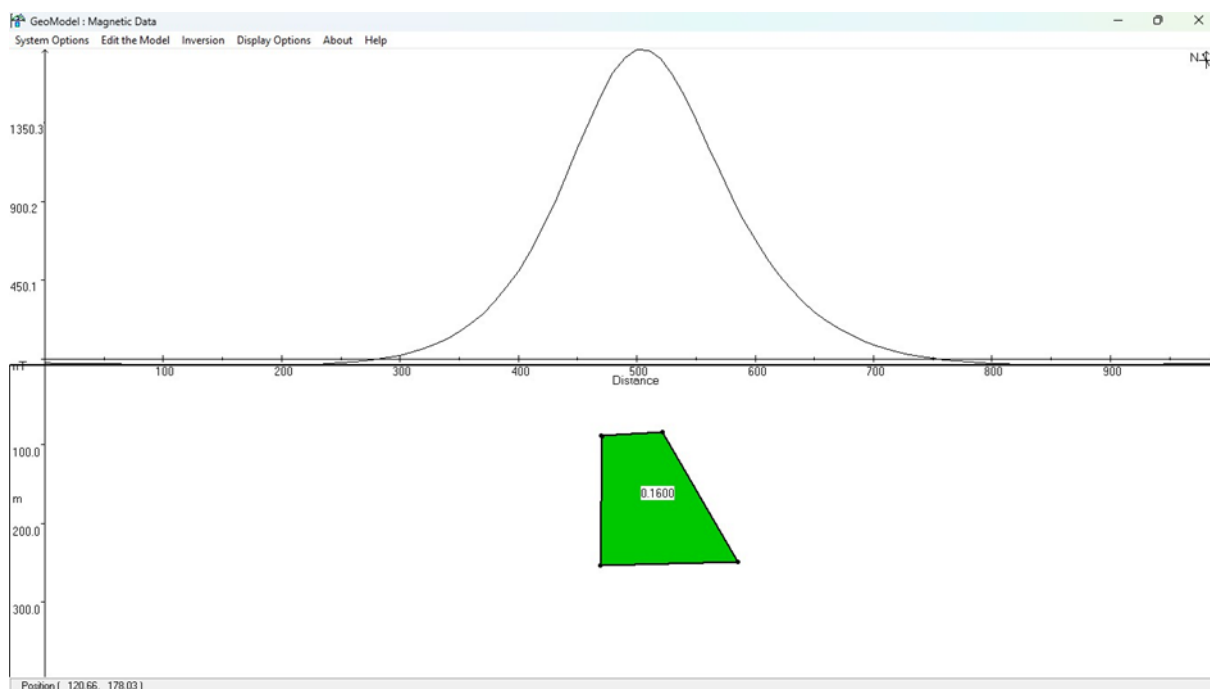 GeoModel : Magnetic Data
System Options Edit the Model Inversion Display Options About Help
1350.3
900.2
450.1
nT
100 200 300 400 500 600 700 800 900
Distance
100.0
m
200.0
300.0
0.1600
Position ( 120.66, 178.03 )